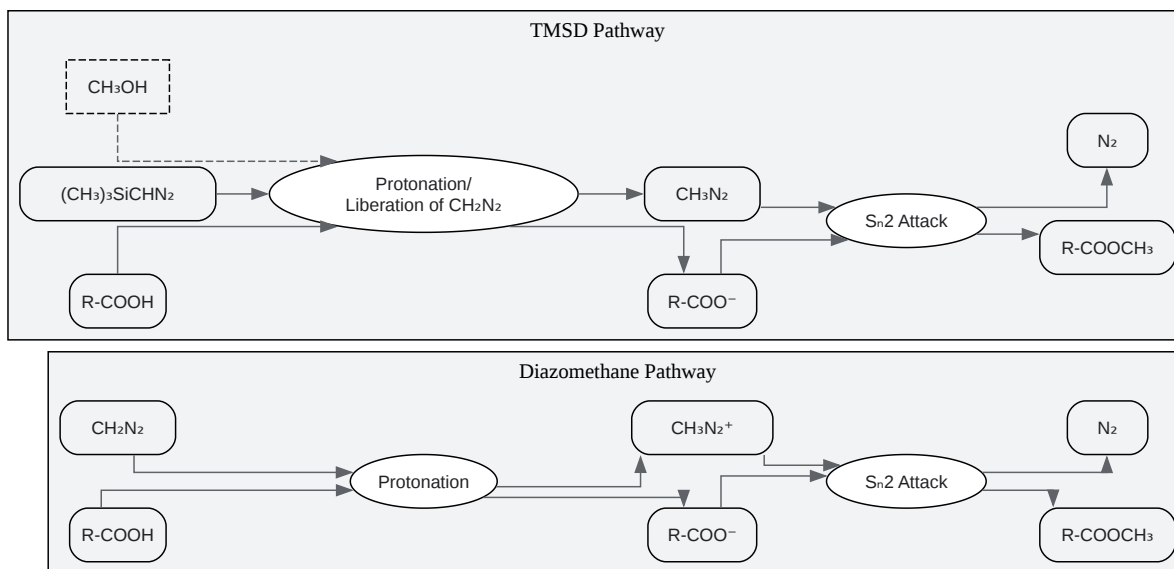 TMSD Pathway
CH₃OH
(CH₃)₃SiCHN₂
R-COOH
Protonation/
Liberation of CH₂N₂
CH₃N₂
R-COO⁻
Sₙ2 Attack
N₂
R-COOCH₃
Diazomethane Pathway
CH₂N₂
R-COOH
Protonation
CH₃N₂⁺
R-COO⁻
Sₙ2 Attack
N₂
R-COOCH₃